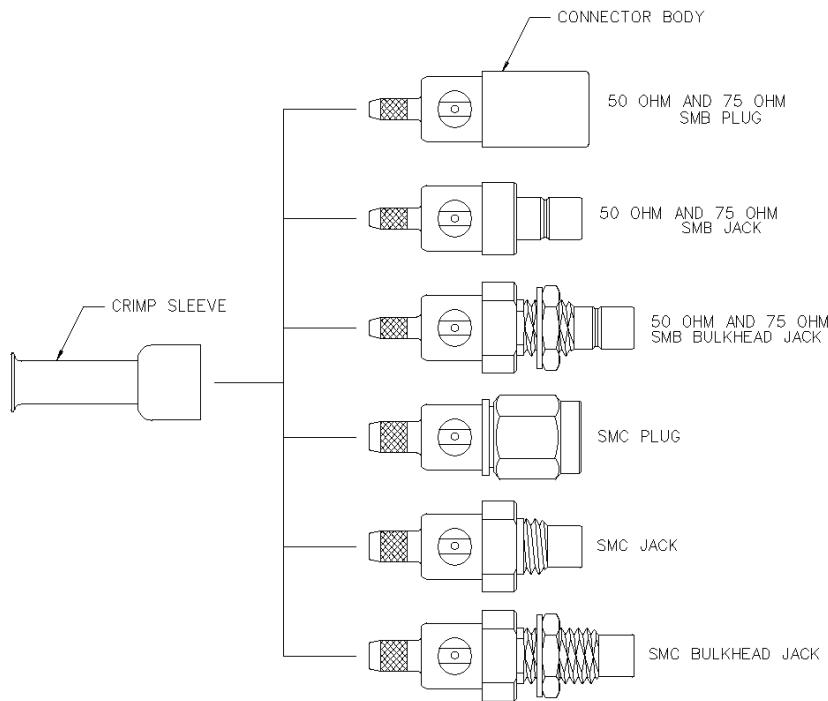 CONNECTOR BODY
50 OHM AND 75 OHM
SMB PLUG
50 OHM AND 75 OHM
SMB JACK
CRIMP SLEEVE
50 OHM AND 75 OHM
SMB BULKHEAD JACK
SMC PLUG
SMC JACK
SMC BULKHEAD JACK